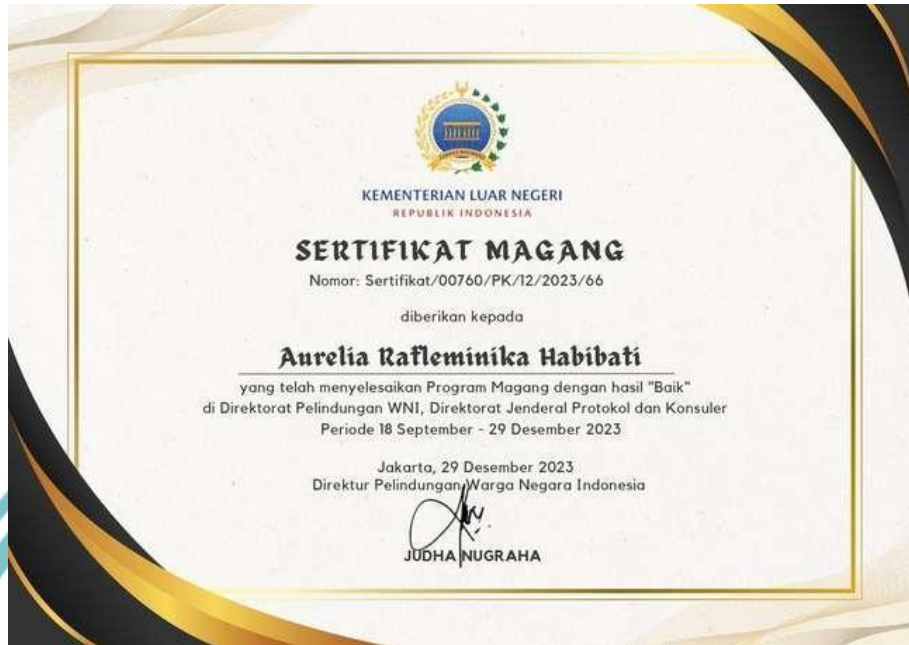 KEMENTERIAN LUAR NEGERI
REPUBLIK INDONESIA
SERTIFIKAT MAGANG
Nomor: Sertifikat/00760/PK/12/2023/66
diberikan kepada
Aurelia Rafleminika Habibati
yang telah menyelesaikan Program Magang dengan hasil "Baik"
di Direktorat Pelindungan WNI, Direktorat Jenderal Protokol dan Konsuler
Periode 18 September - 29 Desember 2023
Jakarta, 29 Desember 2023
Direktur Pelindungan Warga Negara Indonesia
JUDHA NUGRAHA